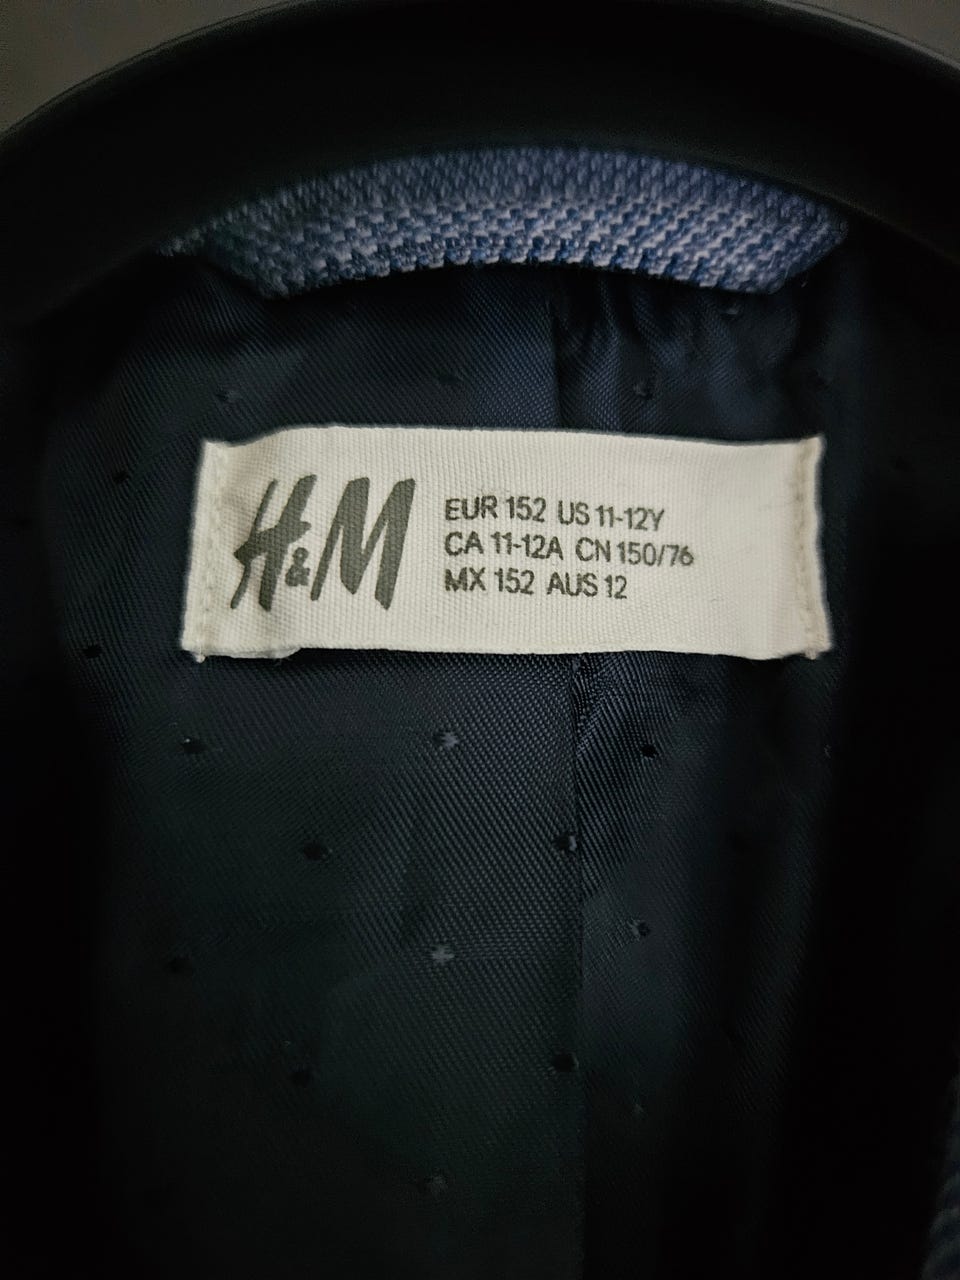 H&M
EUR 152 US 11-12Y
CA 11-12A CN 150/76
MX 152 AUS 12